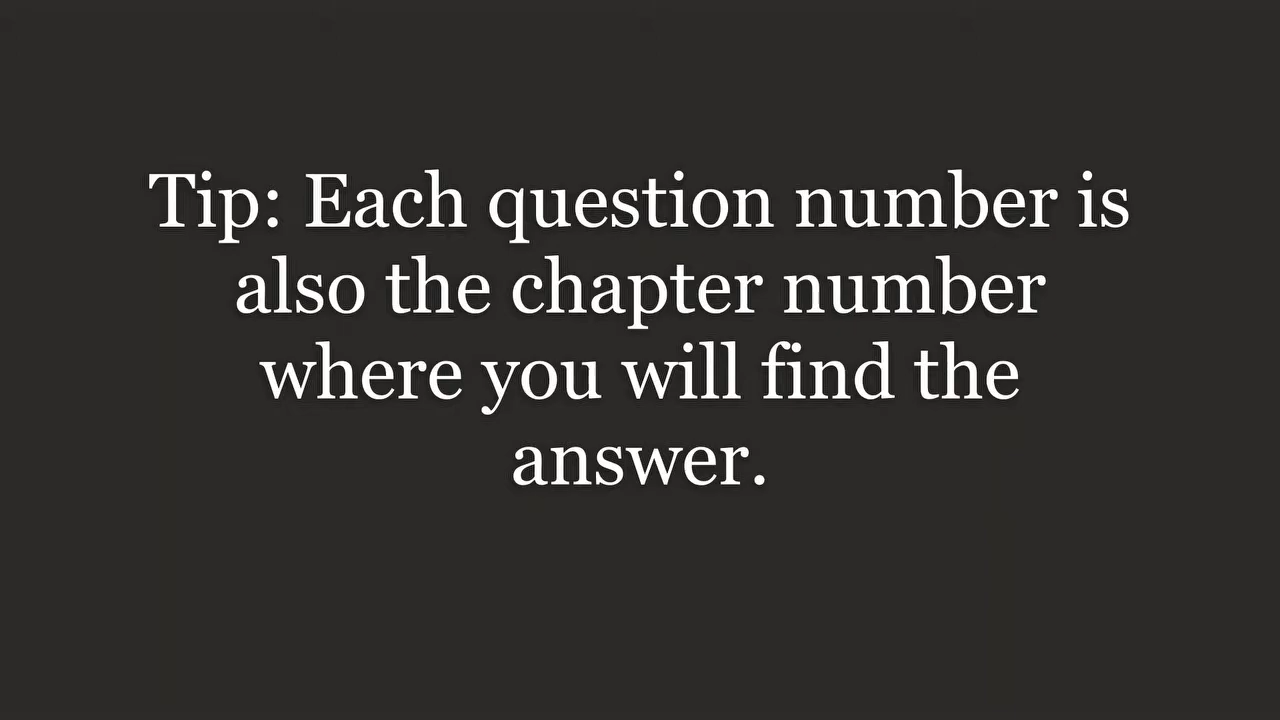 Tip: Each question number is
also the chapter number
where you will find the
answer.